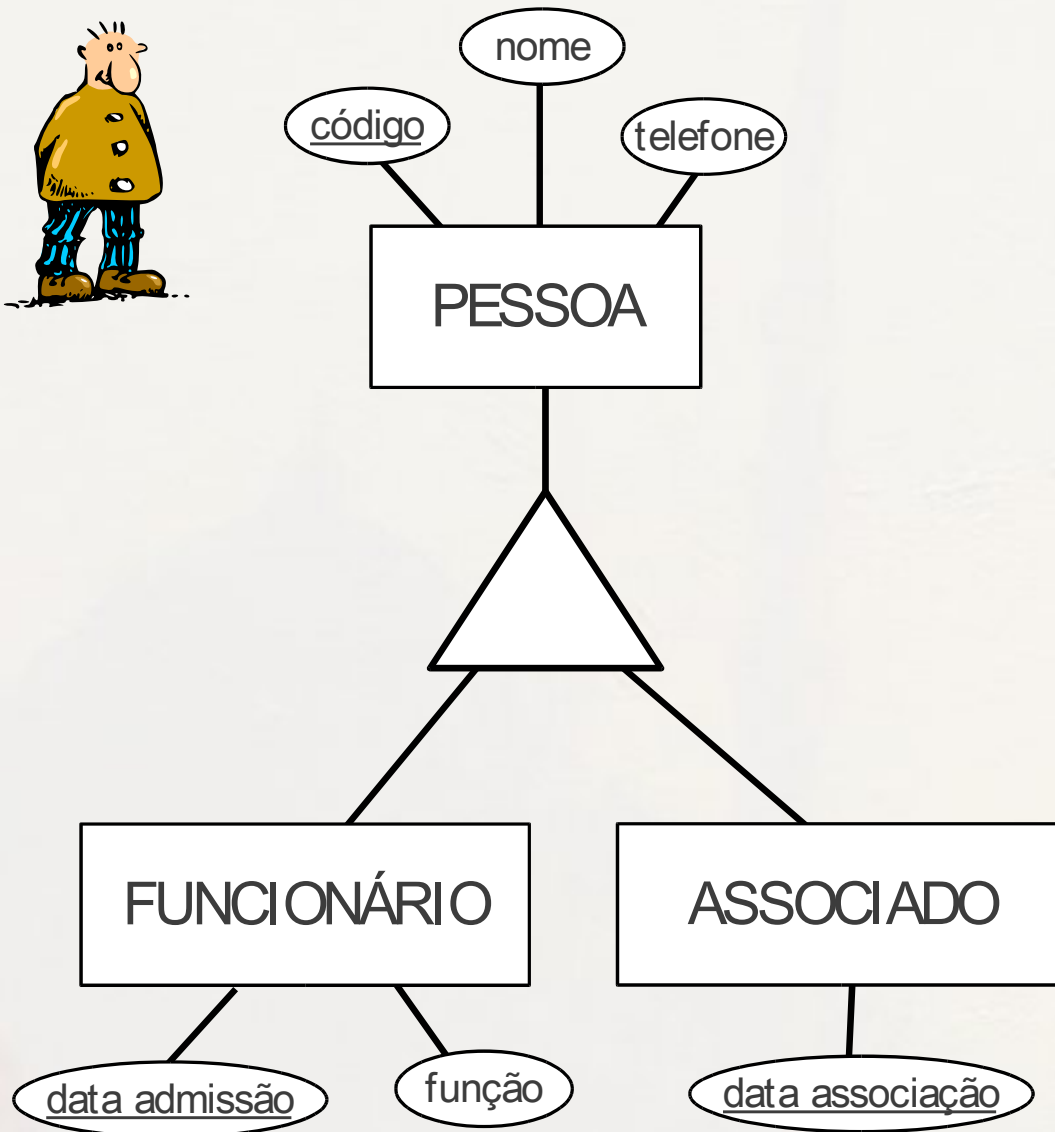 nome
código
telefone
PESSOA
FUNCIONÁRIO
ASSOCIADO
data admissão
função
data associação